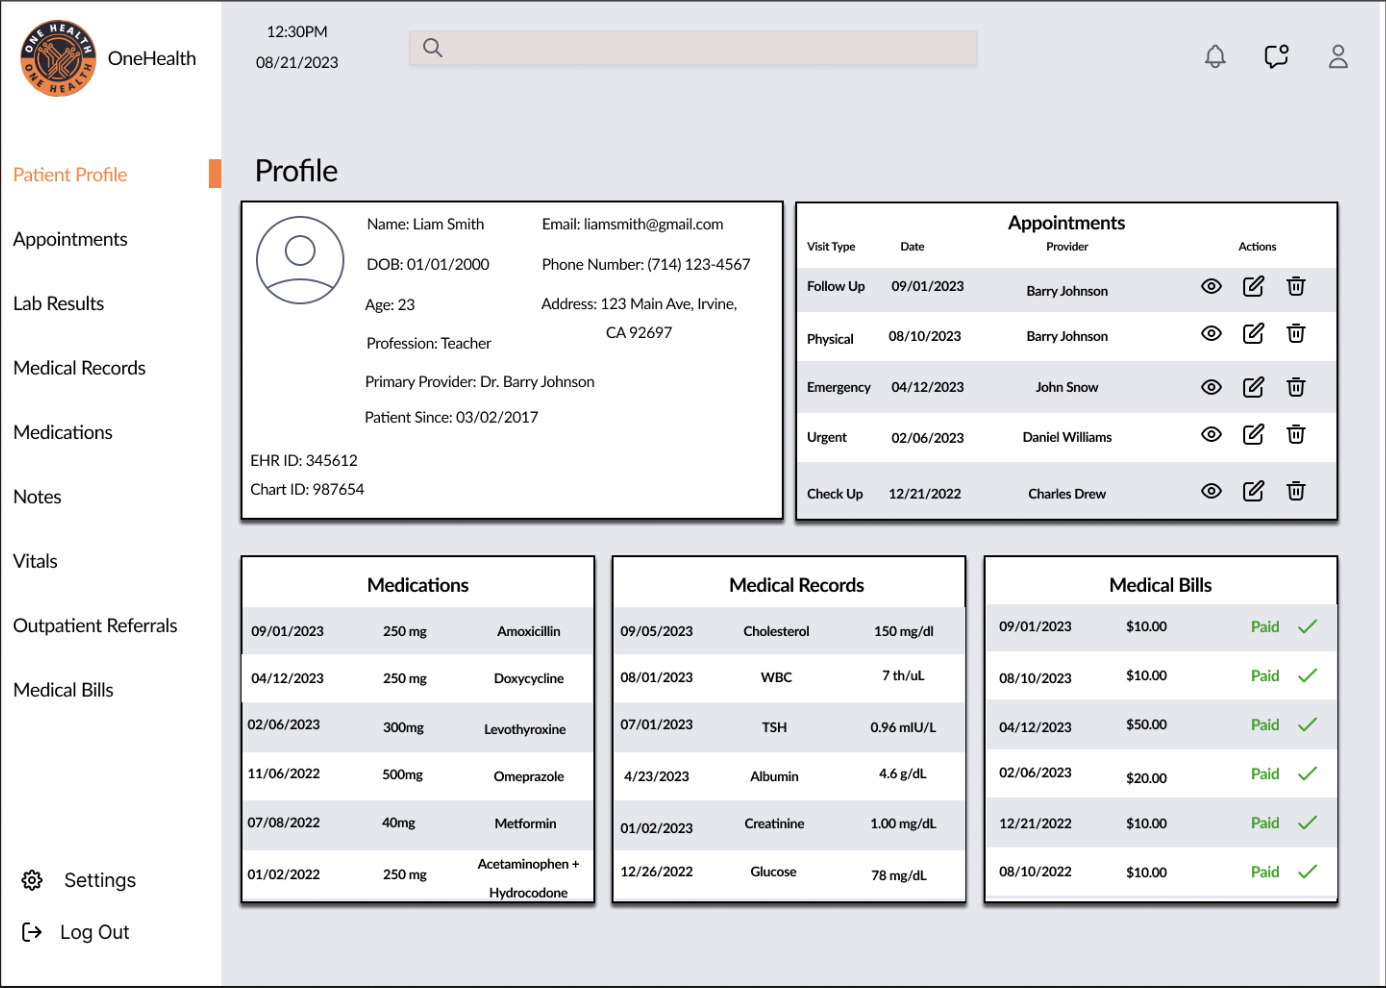 ONE HEALTH
ONE HEALTH
OneHealth
12:30PM
08/21/2023
Patient Profile
Appointments
Lab Results
Medical Records
Medications
Notes
Vitals
Outpatient Referrals
Medical Bills
Settings
Log Out
Profile
Name: Liam Smith
DOB: 01/01/2000
Age: 23
Profession: Teacher
Primary Provider: Dr. Barry Johnson
Patient Since: 03/02/2017
Email: liamsmith@gmail.com
Phone Number: (714) 123-4567
Address: 123 Main Ave, Irvine,
CA 92697
EHR ID: 345612
Chart ID: 987654
Appointments
Visit Type Date Provider Actions
Follow Up 09/01/2023 Barry Johnson
Physical 08/10/2023 Barry Johnson
Emergency 04/12/2023 John Snow
Urgent 02/06/2023 Daniel Williams
Check Up 12/21/2022 Charles Drew
Medications
09/01/2023 250 mg Amoxicillin
04/12/2023 250 mg Doxycycline
02/06/2023 300mg Levothyroxine
11/06/2022 500mg Omeprazole
07/08/2022 40mg Metformin
01/02/2022 250 mg Acetaminophen +
Hydrocodone
Medical Records
09/05/2023 Cholesterol 150 mg/dl
08/01/2023 WBC 7 th/uL
07/01/2023 TSH 0.96 mIU/L
4/23/2023 Albumin 4.6 g/dL
01/02/2023 Creatinine 1.00 mg/dL
12/26/2022 Glucose 78 mg/dL
Medical Bills
09/01/2023 $10.00 Paid
08/10/2023 $10.00 Paid
04/12/2023 $50.00 Paid
02/06/2023 $20.00 Paid
12/21/2022 $10.00 Paid
08/10/2022 $10.00 Paid